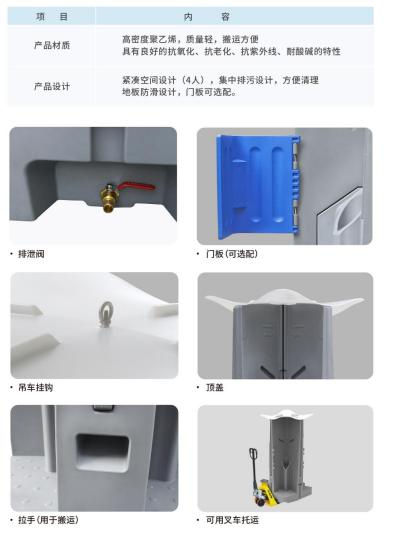 项 目 内 容
产品材质
高密度聚乙烯，质量轻，搬运方便
具有良好的抗氧化、抗老化、抗紫外线、耐酸碱的特性
产品设计
紧凑空间设计（4人），集中排污设计，方便清理
地板防滑设计，门板可选配。
• 排泄阀
• 门板(可选配)
• 吊车挂钩
• 顶盖
• 拉手(用于搬运)
• 可用叉车托运